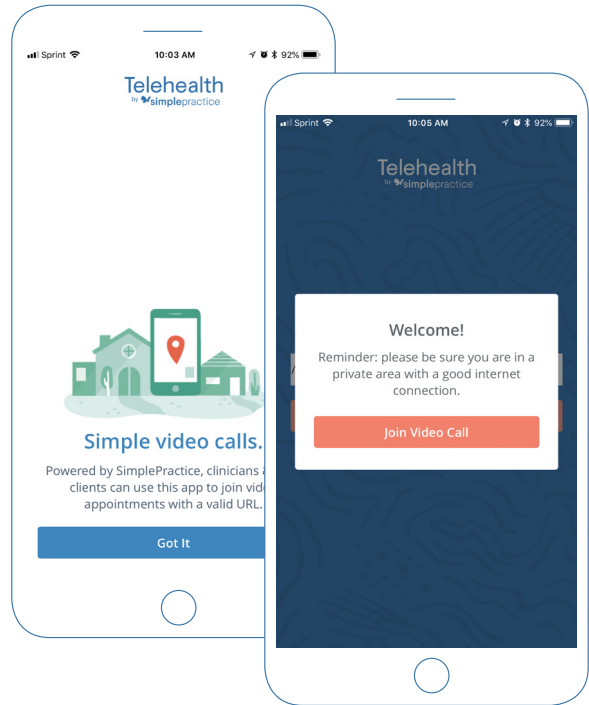 Sprint
10:03 AM
92%
Telehealth
by simplepractice
Simple video calls.
Powered by SimplePractice, clinicians
clients can use this app to join
appointments with a valid URL.
Got It
Sprint
10:05 AM
92%
Telehealth
by simplepractice
Welcome!
Reminder: please be sure you are in a
private area with a good internet
connection.
Join Video Call